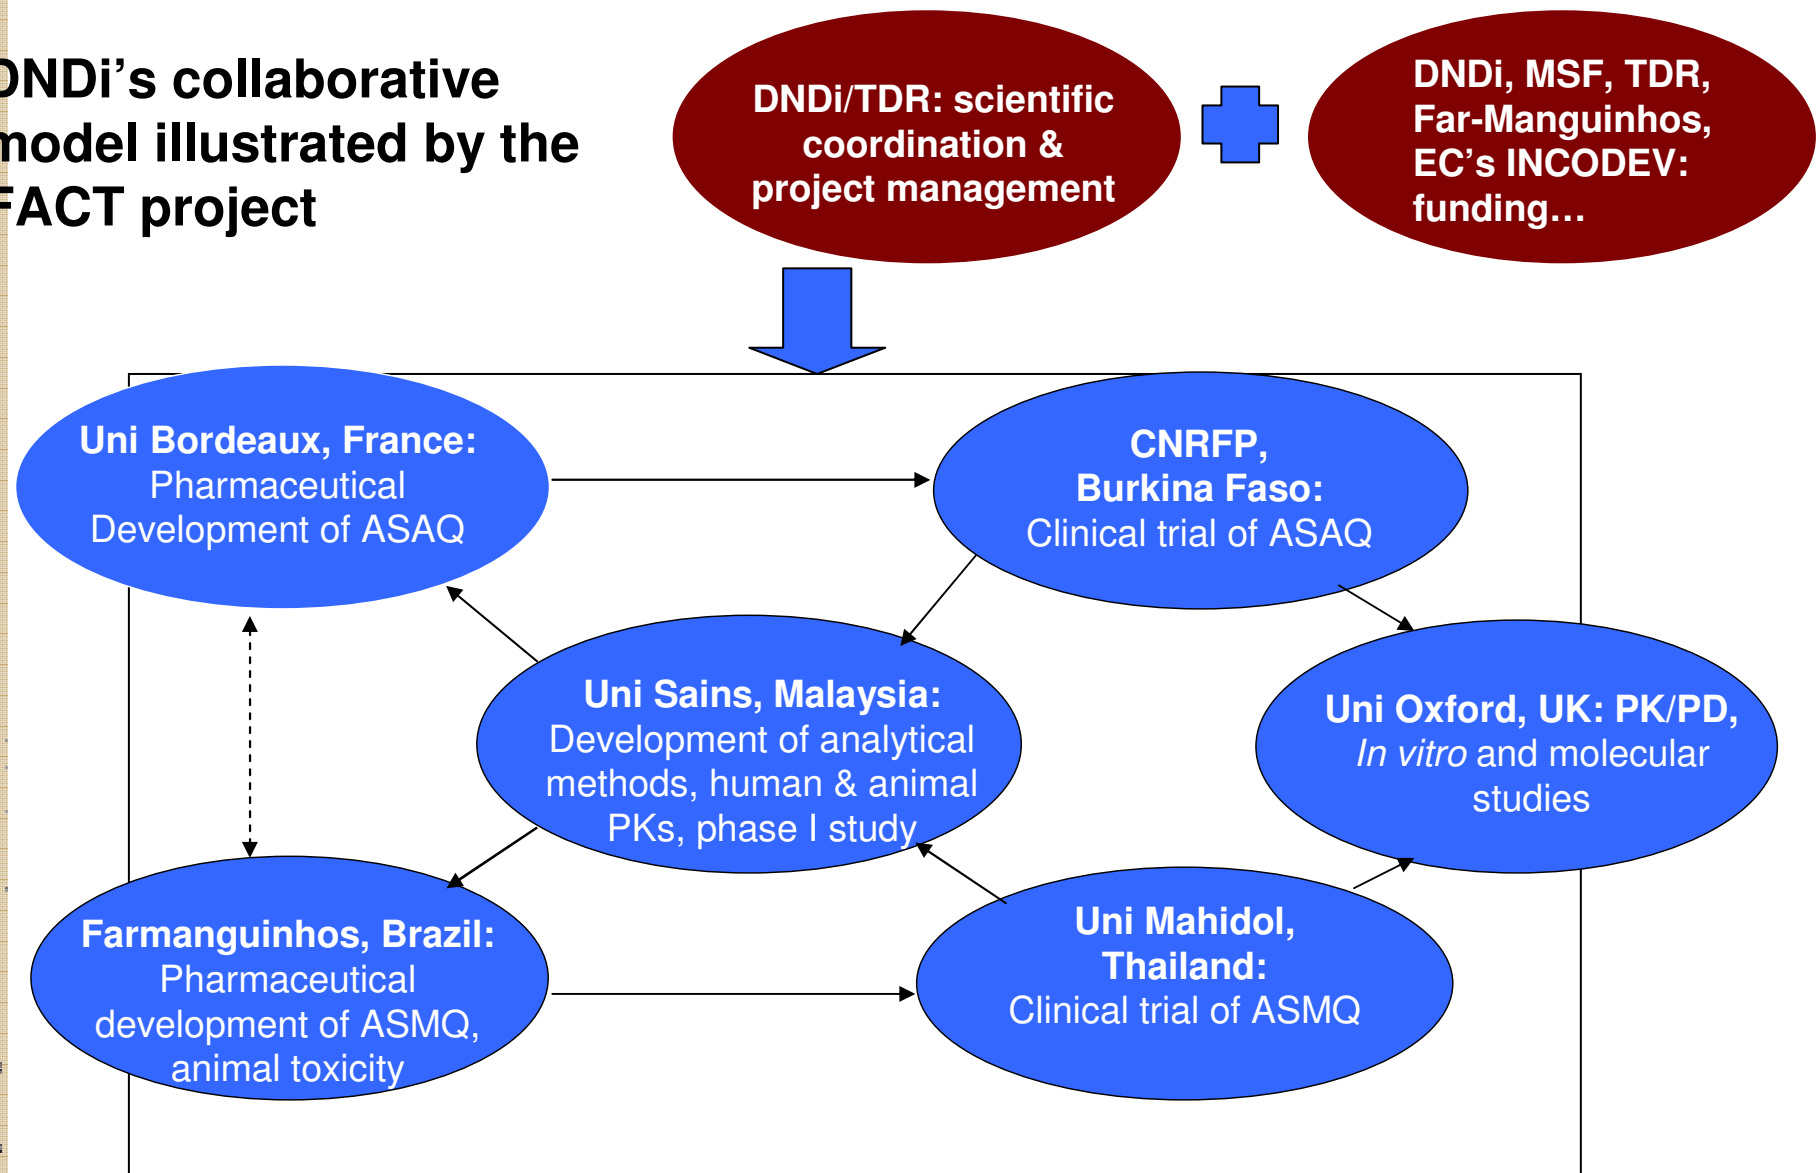 DNDi’s collaborative
model illustrated by the
FACT project
DNDi/TDR: scientific
coordination &
project management
DNDi, MSF, TDR,
Far-Manguinhos,
EC’s INCODEV:
funding…
Uni Bordeaux, France:
Pharmaceutical
Development of ASAQ
CNRFP,
Burkina Faso:
Clinical trial of ASAQ
Uni Sains, Malaysia:
Development of analytical
methods, human & animal
PKs, phase I study
Uni Oxford, UK: PK/PD,
In vitro and molecular
studies
Farmanguinhos, Brazil:
Pharmaceutical
development of ASMQ,
animal toxicity
Uni Mahidol,
Thailand:
Clinical trial of ASMQ